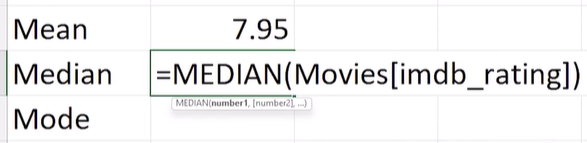 Mean 7.95
Median =MEDIAN(Movies[imdb_rating])
MEDIAN(number1, [number2], ...)
Mode